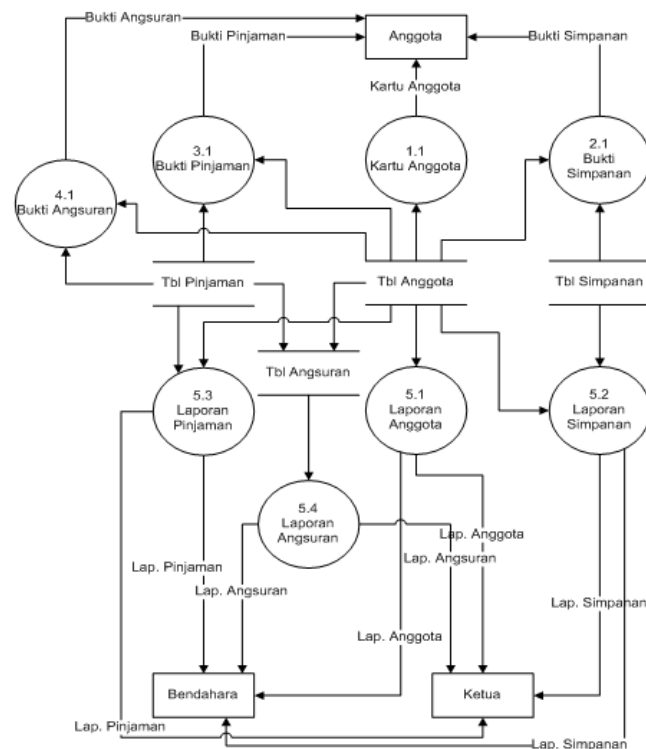 Bukti Angsuran
Bukti Pinjaman
Anggota
Bukti Simpanan
Kartu Anggota
3.1
Bukti Pinjaman
1.1
Kartu Anggota
2.1
Bukti
Simpanan
4.1
Bukti Angsuran
Tbl Pinjaman
Tbl Anggota
Tbl Simpanan
Tbl Angsuran
5.3
Laporan
Pinjaman
5.1
Laporan
Anggota
5.2
Laporan
Simpanan
5.4
Laporan
Angsuran
Lap. Anggota
Lap. Pinjaman
Lap. Angsuran
Lap. Angsuran
Lap. Simpanan
Lap. Anggota
Bendahara
Ketua
Lap. Pinjaman
Lap. Simpanan